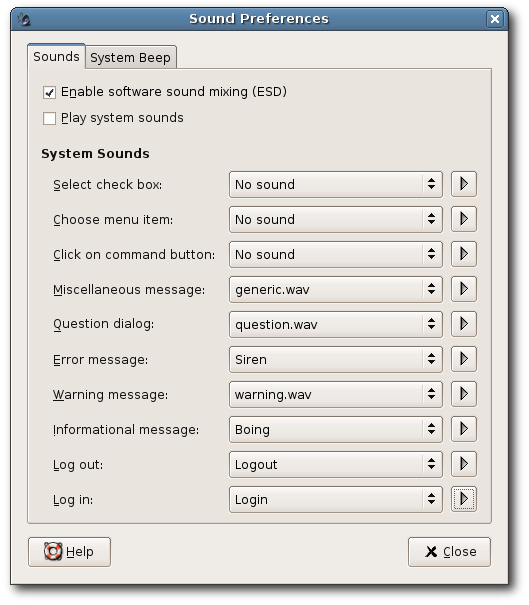 Sound Preferences
Sounds System Beep
Enable software sound mixing (ESD)
Play system sounds
System Sounds
Select check box: No sound
Choose menu item: No sound
Click on command button: No sound
Miscellaneous message: generic.wav
Question dialog: question.wav
Error message: Siren
Warning message: warning.wav
Informational message: Boing
Log out: Logout
Log in: Login
Help Close